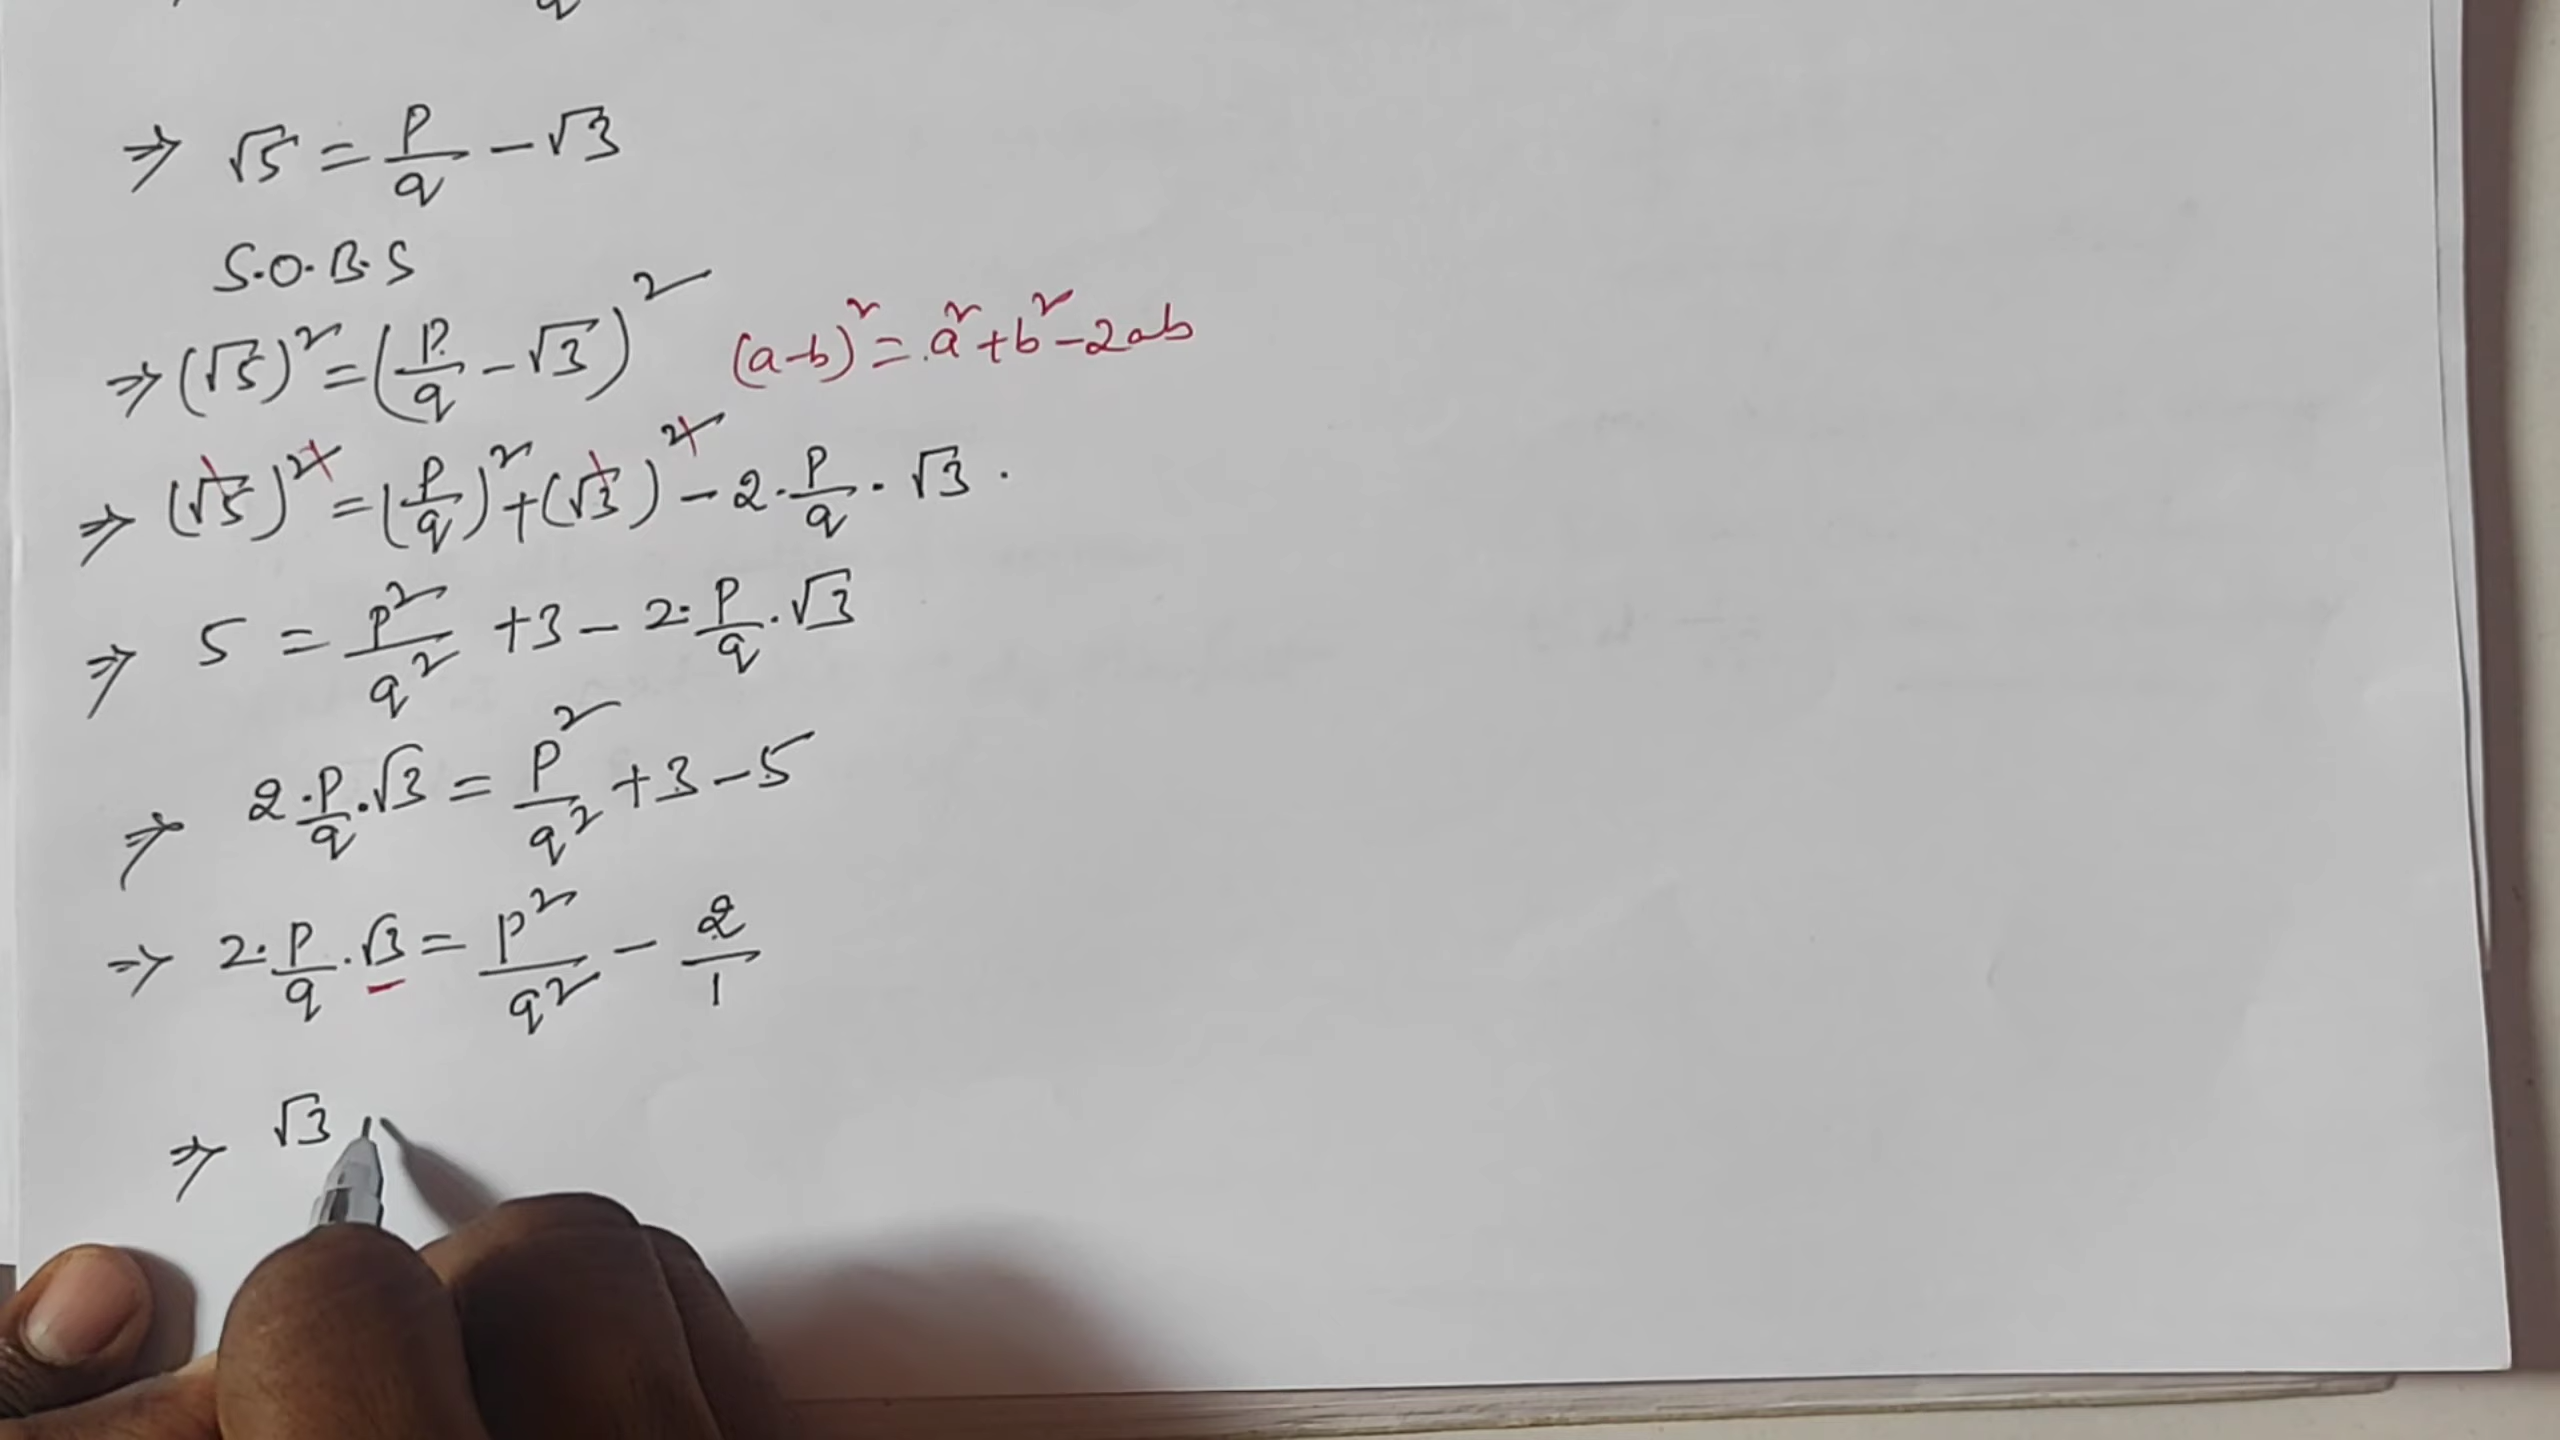 q
⇒ √5 = p/q - √3
S.O.B.S
⇒ (√5)² = (p/q - √3)² (a-b)² = a² + b² - 2ab
⇒ (√5)² = (p/q)² + (√3)² - 2·p/q·√3.
⇒ 5 = p²/q² + 3 - 2·p/q·√3
⇒ 2·p/q·√3 = p²/q² + 3 - 5
⇒ 2·p/q·√3 = p²/q² - 2/1
⇒ √3